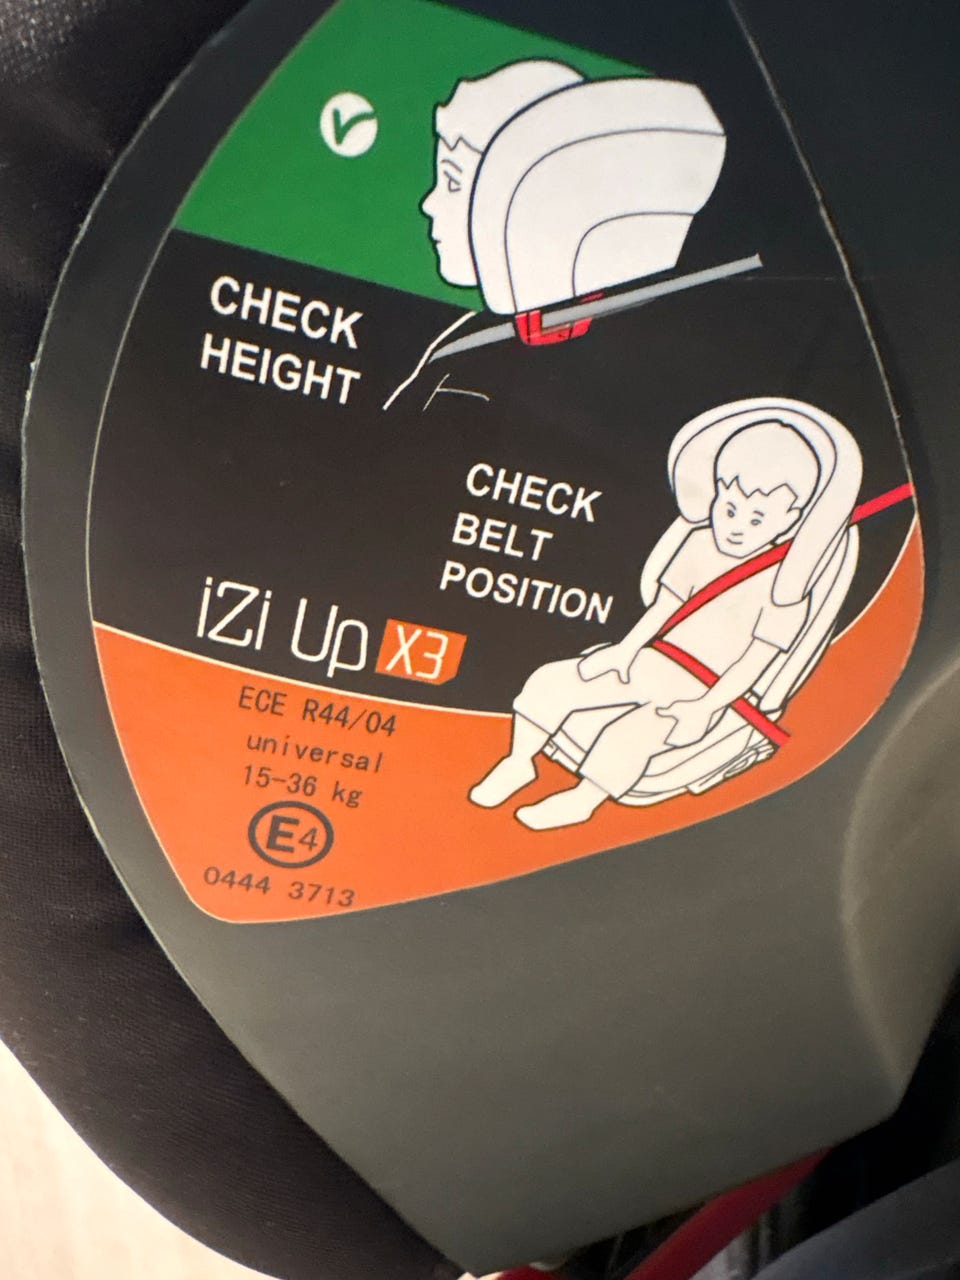 CHECK
HEIGHT
CHECK
BELT
POSITION
iZi Up X3
ECE R44/04
universal
15-36 kg
E4
0444 3713